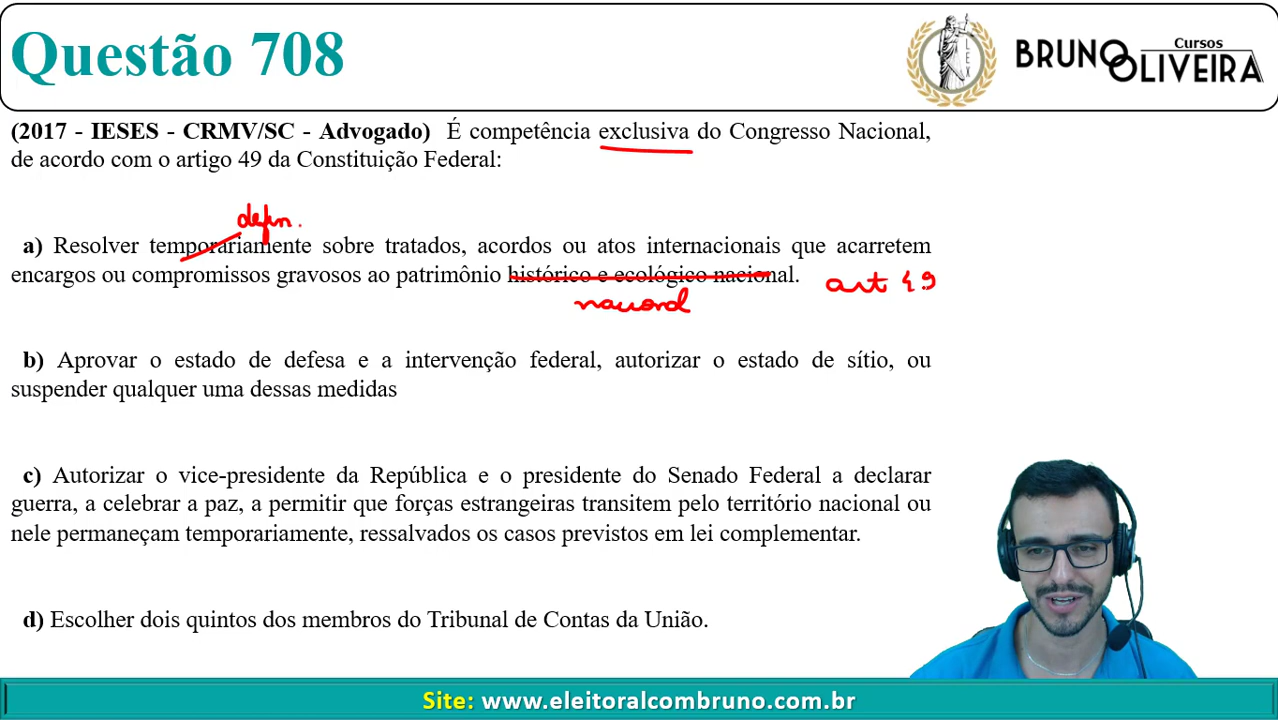 Questão 708
Cursos
BRUNO OLIVEIRA
LEX
(2017 - IESES - CRMV/SC - Advogado) É competência exclusiva do Congresso Nacional,
de acordo com o artigo 49 da Constituição Federal:
defin.
a) Resolver temporariamente sobre tratados, acordos ou atos internacionais que acarretem
encargos ou compromissos gravosos ao patrimônio histórico e ecológico nacional.
art 49
nacional
b) Aprovar o estado de defesa e a intervenção federal, autorizar o estado de sítio, ou
suspender qualquer uma dessas medidas
c) Autorizar o vice-presidente da República e o presidente do Senado Federal a declarar
guerra, a celebrar a paz, a permitir que forças estrangeiras transitem pelo território nacional ou
nele permaneçam temporariamente, ressalvados os casos previstos em lei complementar.
d) Escolher dois quintos dos membros do Tribunal de Contas da União.
Site: www.eleitoralcombruno.com.br